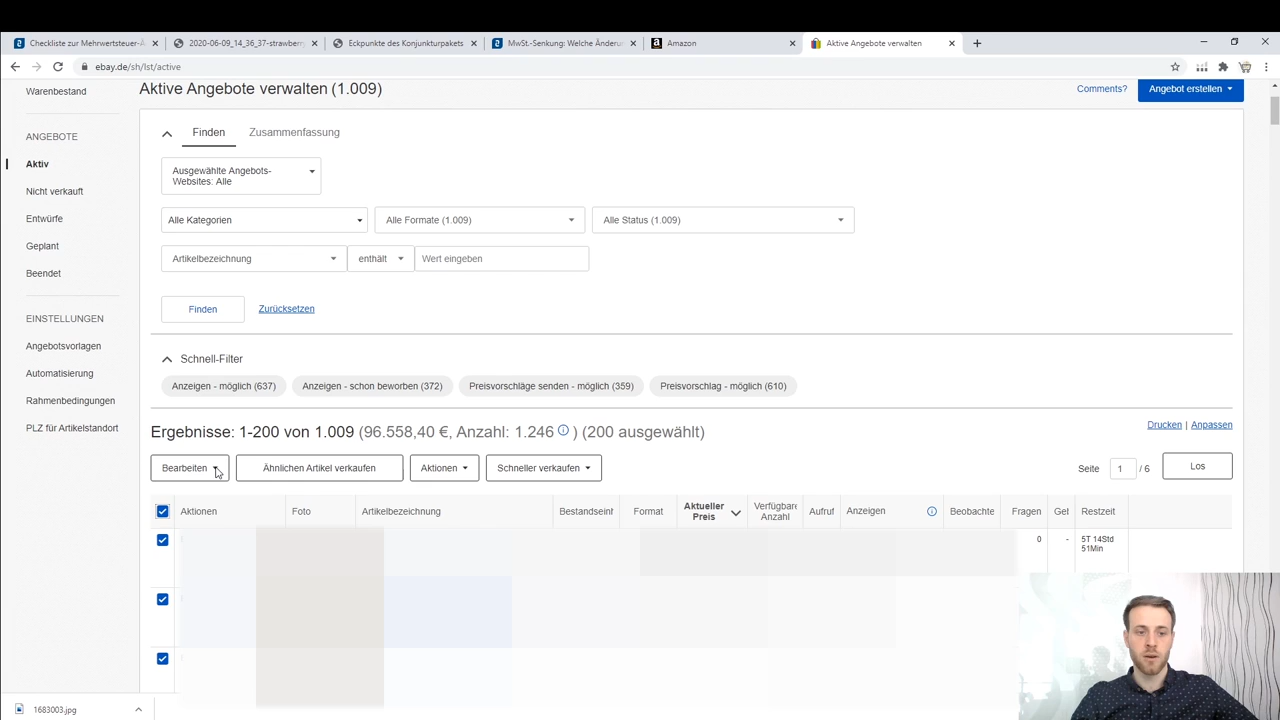 Checkliste zur Mehrwertsteuer-Ä
2020-06-09_14_36_37-strawberr
Eckpunkte des Konjunkturpakets
MwSt.-Senkung: Welche Änderu
Amazon
Aktive Angebote verwalten
ebay.de/sh/lst/active
Warenbestand
Aktive Angebote verwalten (1.009)
Comments?
Angebot erstellen
ANGEBOTE
Aktiv
Nicht verkauft
Entwürfe
Geplant
Beendet
EINSTELLUNGEN
Angebotsvorlagen
Automatisierung
Rahmenbedingungen
PLZ für Artikelstandort
Finden
Zusammenfassung
Ausgewählte Angebots-
Websites: Alle
Alle Kategorien
Alle Formate (1.009)
Alle Status (1.009)
Artikelbezeichnung
enthält
Wert eingeben
Finden
Zurücksetzen
Schnell-Filter
Anzeigen - möglich (637)
Anzeigen - schon beworben (372)
Preisvorschläge senden - möglich (359)
Preisvorschlag - möglich (610)
Ergebnisse: 1-200 von 1.009 (96.558,40 €, Anzahl: 1.246 ) (200 ausgewählt)
Drucken | Anpassen
Bearbeiten
Ähnlichen Artikel verkaufen
Aktionen
Schneller verkaufen
Seite 1 / 6
Los
Aktionen
Foto
Artikelbezeichnung
Bestandseint
Format
Aktueller
Preis
Verfügbare
Anzahl
Aufruf
Anzeigen
Beobachte
Fragen
Get
Restzeit
0
-
5T 14Std
51Min
1683003.jpg